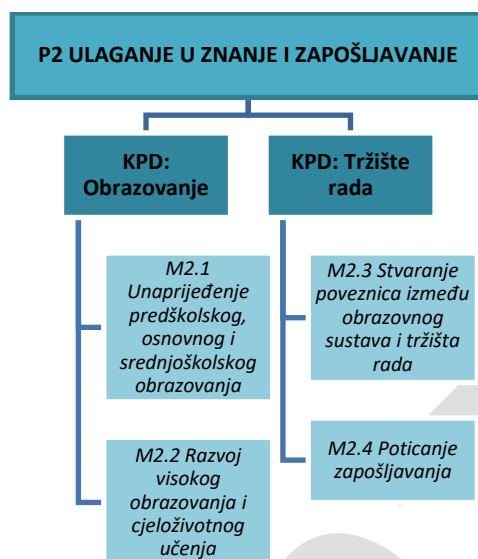 P2 ULAGANJE U ZNANJE I ZAPOŠLJAVANJE
KPD:
Obrazovanje
KPD: Tržište
rada
M2.1
Unaprijeđenje
predškolskog,
osnovnog i
srednjoškolskog
obrazovanja
M2.2 Razvoj
visokog
obrazovanja i
cjeloživotnog
učenja
M2.3 Stvaranje
poveznica između
obrazovnog
sustava i tržišta
rada
M2.4 Poticanje
zapošljavanja